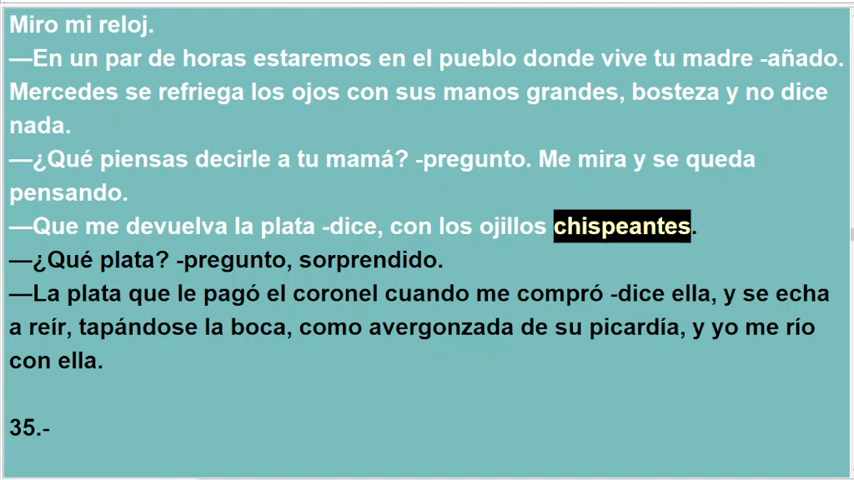 Miro mi reloj.
—En un par de horas estaremos en el pueblo donde vive tu madre -añado.
Mercedes se refriega los ojos con sus manos grandes, bosteza y no dice
nada.
—¿Qué piensas decirle a tu mamá? -pregunto. Me mira y se queda
pensando.
—Que me devuelva la plata -dice, con los ojillos chispeantes.
—¿Qué plata? -pregunto, sorprendido.
—La plata que le pagó el coronel cuando me compró -dice ella, y se echa
a reír, tapándose la boca, como avergonzada de su picardía, y yo me río
con ella.
35.-